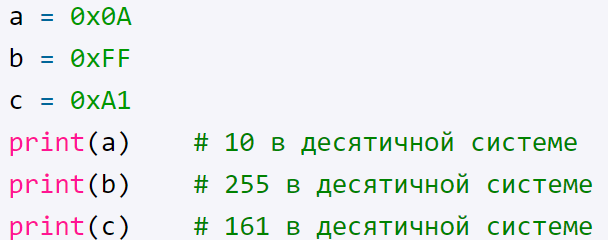 a = 0x0A
b = 0xFF
c = 0xA1
print(a)    # 10 в десятичной системе
print(b)    # 255 в десятичной системе
print(c)    # 161 в десятичной системе